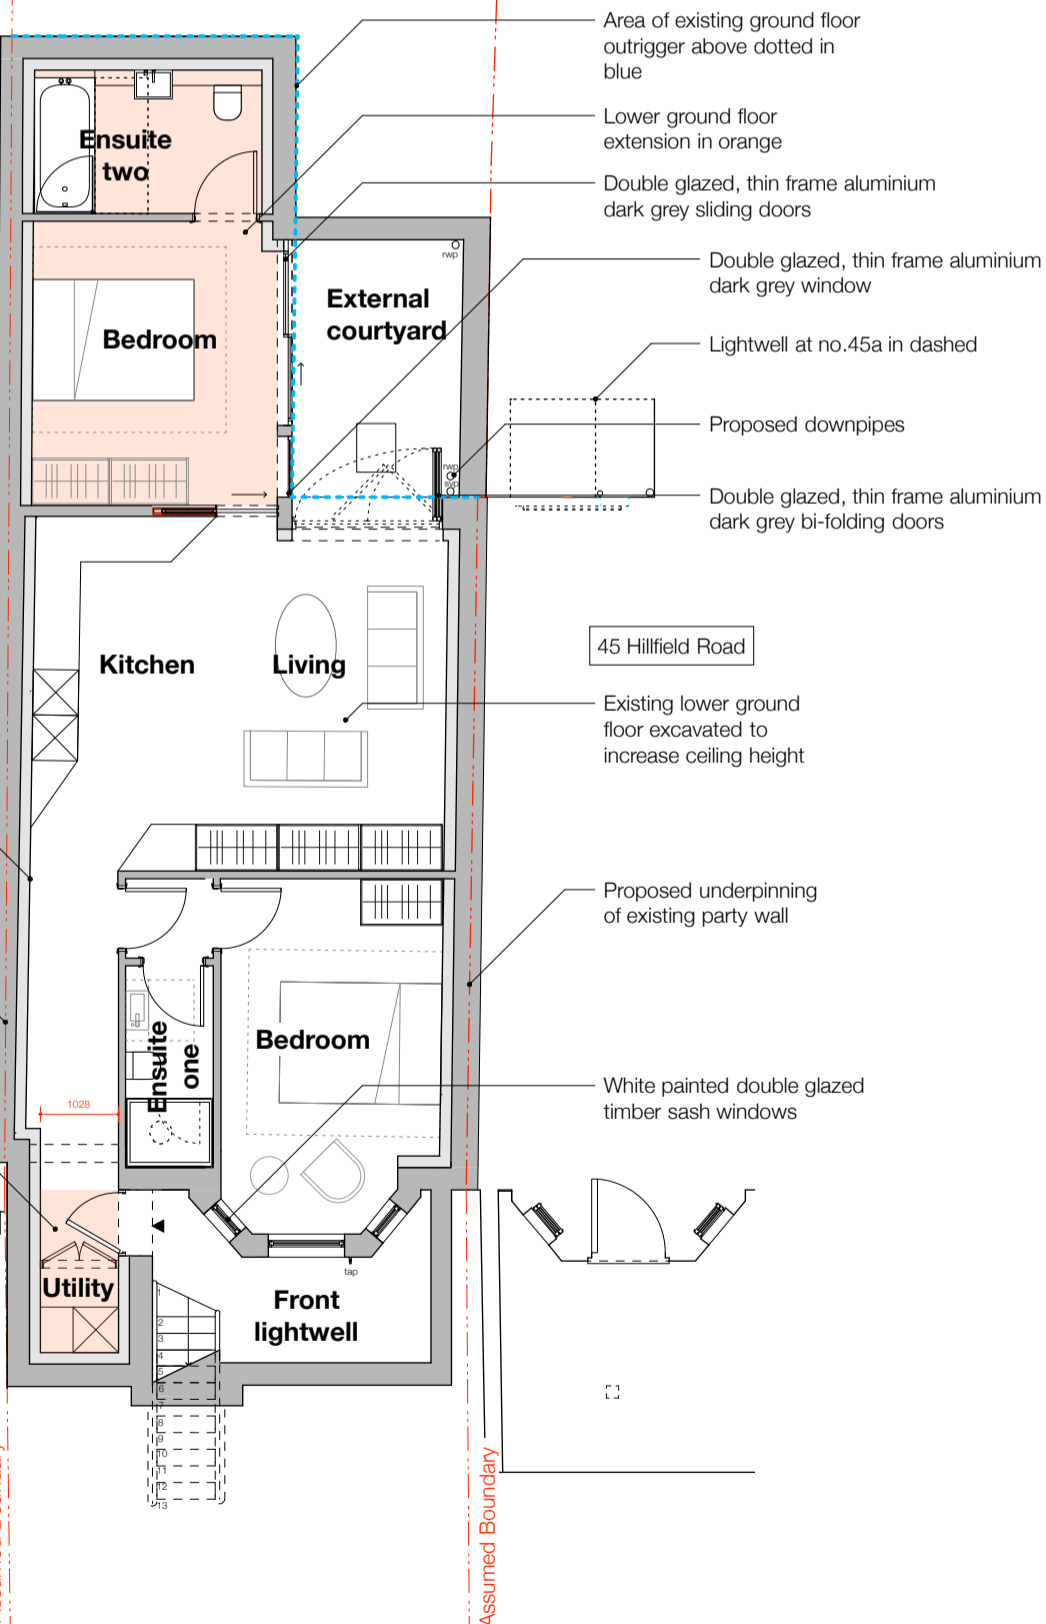 Area of existing ground floor
outrigger above dotted in
blue
Lower ground floor
extension in orange
Double glazed, thin frame aluminium
dark grey sliding doors
Double glazed, thin frame aluminium
dark grey window
Lightwell at no.45a in dashed
Proposed downpipes
Double glazed, thin frame aluminium
dark grey bi-folding doors
45 Hillfield Road
Existing lower ground
floor excavated to
increase ceiling height
Proposed underpinning
of existing party wall
White painted double glazed
timber sash windows
Ensuite
two
rwp
External
courtyard
Bedroom
rwp
svp
Kitchen
Living
Bedroom
Ensuite
one
1028
tap
Utility
Front
lightwell
1
2
3
4
5
6
7
8
9
10
11
12
13
Assumed Boundary